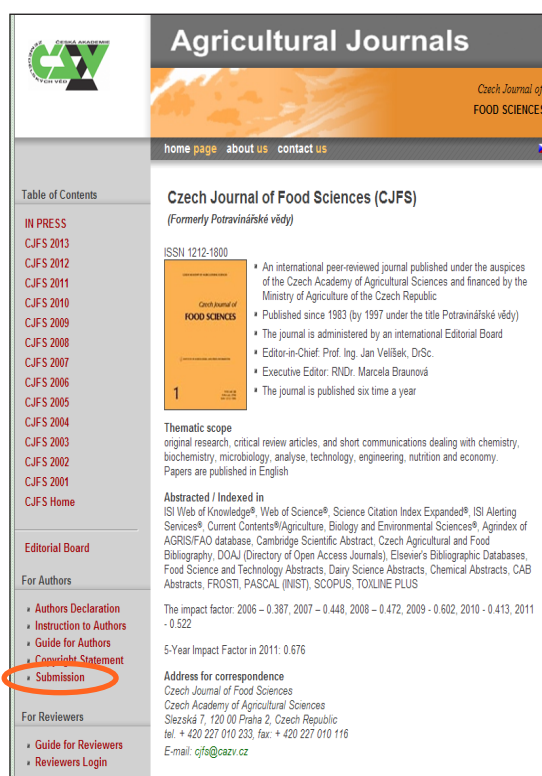 ČESKÁ AKADEMIE
ZEMĚDĚLSKÝCH VĚD
Agricultural Journals
Czech Journal of
FOOD SCIENCES
home page about us contact us
Table of Contents
IN PRESS
CJFS 2013
CJFS 2012
CJFS 2011
CJFS 2010
CJFS 2009
CJFS 2008
CJFS 2007
CJFS 2006
CJFS 2005
CJFS 2004
CJFS 2003
CJFS 2002
CJFS 2001
CJFS Home
Editorial Board
For Authors
Authors Declaration
Instruction to Authors
Guide for Authors
Copyright Statement
Submission
For Reviewers
Guide for Reviewers
Reviewers Login
Czech Journal of Food Sciences (CJFS)
(Formerly Potravinářské vědy)
ISSN 1212-1800
Czech Journal of
FOOD SCIENCES
1
An international peer-reviewed journal published under the auspices
of the Czech Academy of Agricultural Sciences and financed by the
Ministry of Agriculture of the Czech Republic
Published since 1983 (by 1997 under the title Potravinářské vědy)
The journal is administered by an international Editorial Board
Editor-in-Chief: Prof. Ing. Jan Velíšek, DrSc.
Executive Editor: RNDr. Marcela Braunová
The journal is published six time a year
Thematic scope
original research, critical review articles, and short communications dealing with chemistry,
biochemistry, microbiology, analyse, technology, engineering, nutrition and economy.
Papers are published in English
Abstracted / Indexed in
ISI Web of Knowledge®, Web of Science®, Science Citation Index Expanded®, ISI Alerting
Services®, Current Contents®/Agriculture, Biology and Environmental Sciences®, Agrindex of
AGRIS/FAO database, Cambridge Scientific Abstract, Czech Agricultural and Food
Bibliography, DOAJ (Directory of Open Access Journals), Elsevier's Bibliographic Databases,
Food Science and Technology Abstracts, Dairy Science Abstracts, Chemical Abstracts, CAB
Abstracts, FROSTI, PASCAL (INIST), SCOPUS, TOXLINE PLUS
The impact factor: 2006 – 0.387, 2007 – 0.448, 2008 – 0.472, 2009 - 0.602, 2010 - 0.413, 2011
- 0.522
5-Year Impact Factor in 2011: 0.676
Address for correspondence
Czech Journal of Food Sciences
Czech Academy of Agricultural Sciences
Slezská 7, 120 00 Praha 2, Czech Republic
tel. + 420 227 010 233, fax: + 420 227 010 116
E-mail: cjfs@cazv.cz